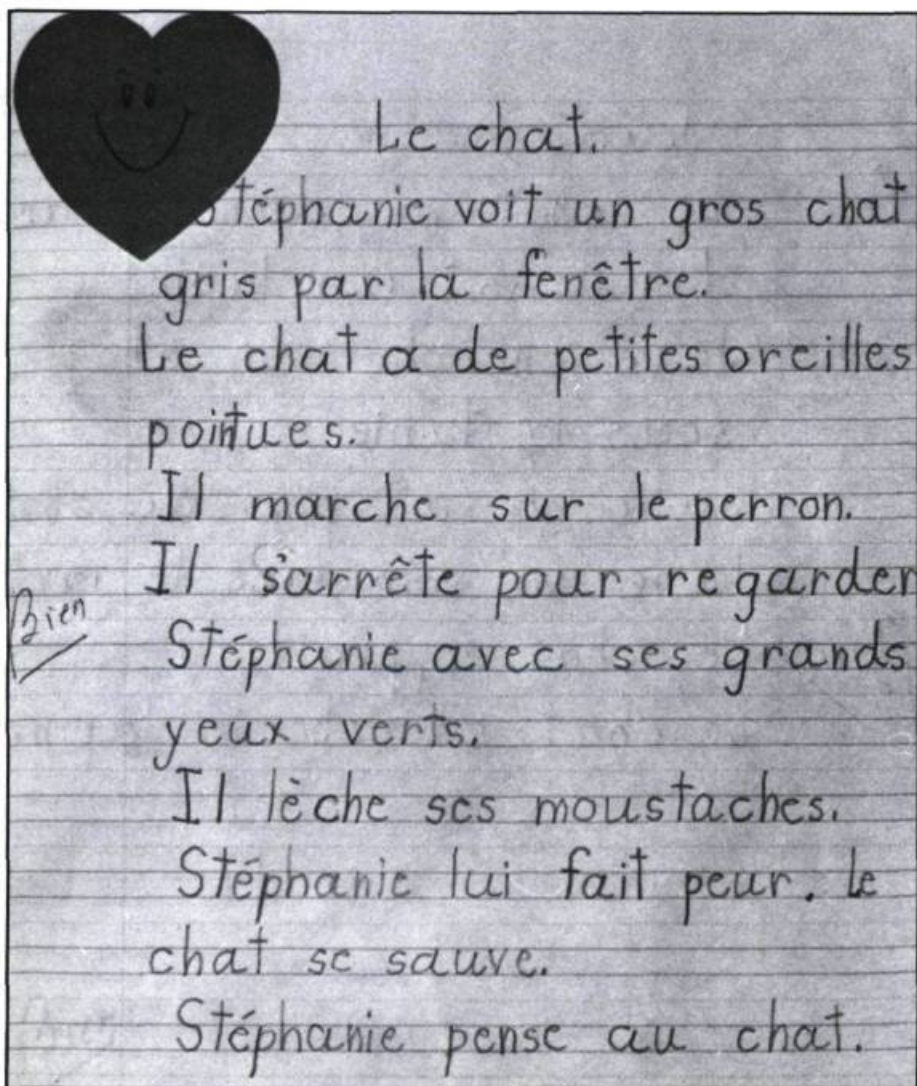 Le chat.
Stéphanie voit un gros chat
gris par la fenêtre.
Le chat a de petites oreilles
pointues.
Il marche sur le perron.
Il s'arrête pour regarder
Bien
Stéphanie avec ses grands
yeux verts.
Il lèche ses moustaches.
Stéphanie lui fait peur. Le
chat se sauve.
Stéphanie pense au chat.